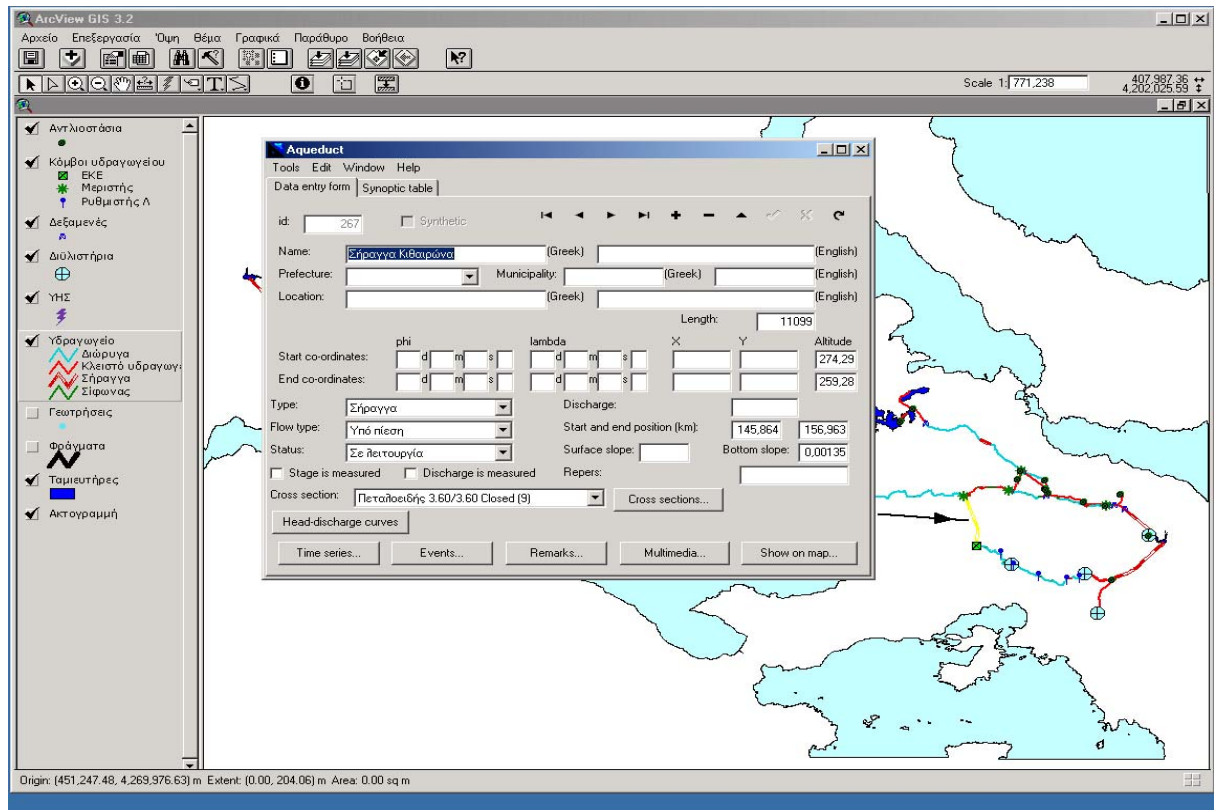 ArcView GIS 3.2
Αρχείο Επεξεργασία Όψη Θέμα Γραφικά Παράθυρο Βοήθεια
Scale 1: 771,238
407,987.36
4,202,025.59
Αντλιοστάσια
Κόμβοι υδραγωγείου
ΕΚΕ
Μεριστής
Ρυθμιστής Λ
Δεξαμενές
Διϋλιστήρια
ΥΗΣ
Υδραγωγείο
Διώρυγα
Κλειστό υδραγωγε
Σήραγγα
Σίφωνας
Γεωτρήσεις
Φράγματα
Ταμιευτήρες
Ακτογραμμή
Aqueduct
Tools Edit Window Help
Data entry form Synoptic table
id: 267 Synthetic
Name: Σήραγγα Κιθαιρώνα (Greek) (English)
Prefecture: Municipality: (Greek) (English)
Location: (Greek) (English)
Length: 11099
phi lambda X Y Altitude
Start co-ordinates: d m s d m s 274,29
End co-ordinates: d m s d m s 259,28
Type: Σήραγγα Discharge:
Flow type: Υπό πίεση Start and end position (km): 145,864 156,963
Status: Σε λειτουργία Surface slope: Bottom slope: 0,00135
Stage is measured Discharge is measured Repers:
Cross section: Πεταλοειδής 3.60/3.60 Closed (9) Cross sections...
Head-discharge curves
Time series... Events... Remarks... Multimedia... Show on map...
Origin: (451,247.48, 4,269,976.63) m Extent: (0.00, 204.06) m Area: 0.00 sq m